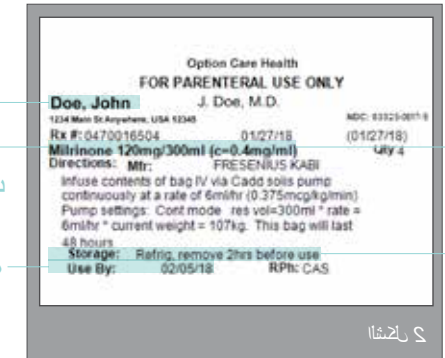 Option Care Health
FOR PARENTERAL USE ONLY
Doe, John J. Doe, M.D.
1234 Main St Anywhere, USA 12345
Rx #: 0470016504 01/27/18 (01/27/18)
Milrinone 120mg/300ml (c=0.4mg/ml) Qty 4
Directions: Mfr: FRESENIUS KABI
Infuse contents of bag IV via Cadd solis pump
continuously at a rate of 6ml/hr (0.375mcg/kg/min)
Pump settings: Cont mode res vol=300ml * rate =
6ml/hr * current weight = 107kg. This bag will last
48 hours
Storage: Refrig, remove 2hrs before use
Use By: 02/05/18 RPh: CAS
الشكل 2